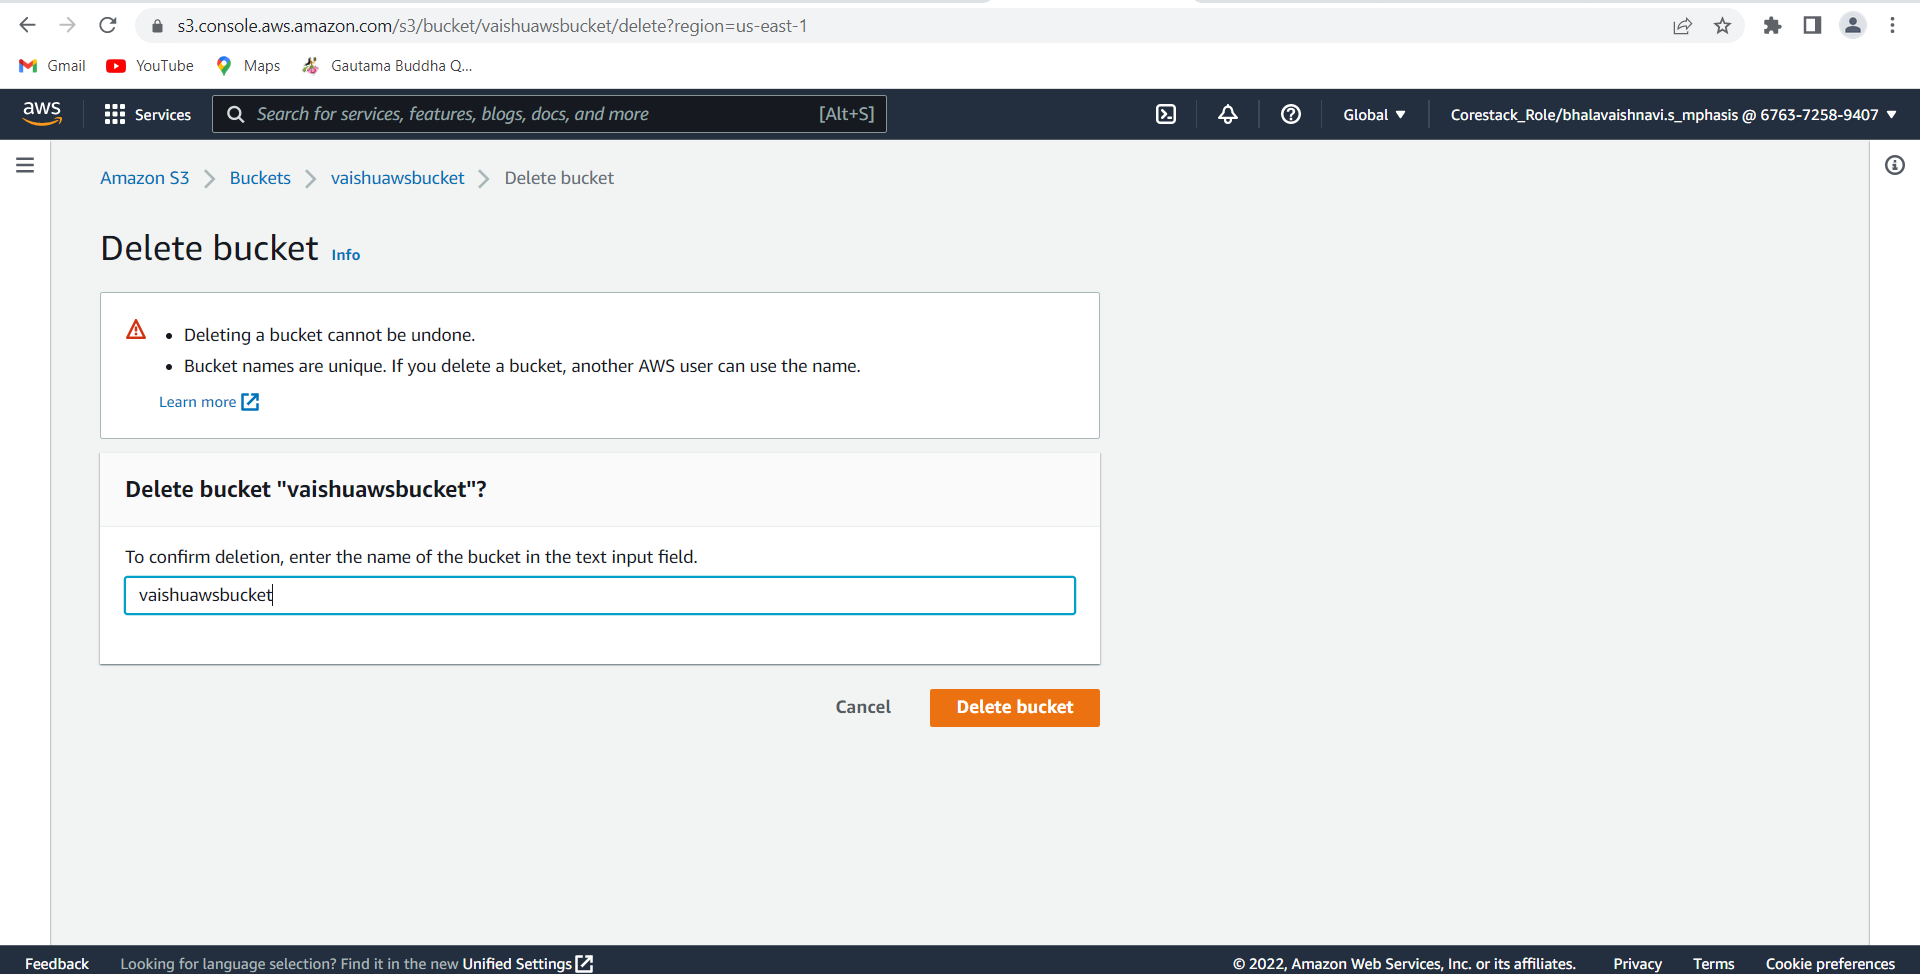 s3.console.aws.amazon.com/s3/bucket/vaishuawsbucket/delete?region=us-east-1
Gmail YouTube Maps Gautama Buddha Q...
aws Services Search for services, features, blogs, docs, and more [Alt+S] Global Corestack_Role/bhalavaishnavi.s_mphasis @ 6763-7258-9407
Amazon S3 Buckets vaishuawsbucket Delete bucket
Delete bucket Info
Deleting a bucket cannot be undone.
Bucket names are unique. If you delete a bucket, another AWS user can use the name.
Learn more
Delete bucket "vaishuawsbucket"?
To confirm deletion, enter the name of the bucket in the text input field.
vaishuawsbucket
Cancel Delete bucket
Feedback Looking for language selection? Find it in the new Unified Settings © 2022, Amazon Web Services, Inc. or its affiliates. Privacy Terms Cookie preferences